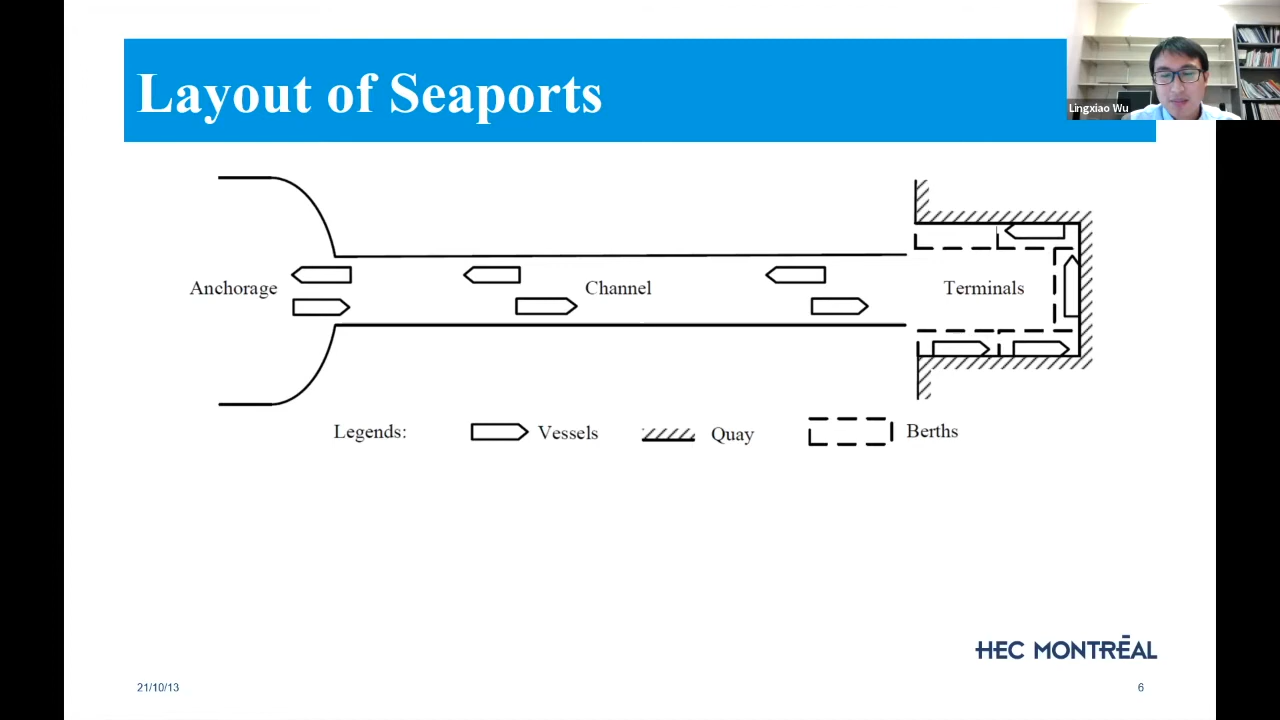 Layout of Seaports
Lingxiao Wu
Anchorage
Channel
Terminals
Legends:
Vessels
Quay
Berths
HEC MONTRĒAL
21/10/13
6